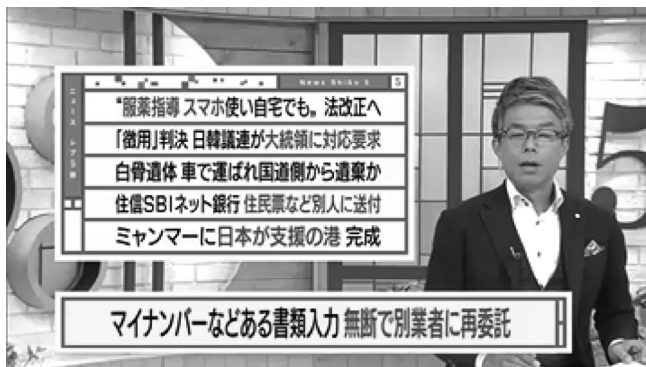 News Shibu 5
5
"服薬指導 スマホ使い自宅でも。法改正へ
「徴用」判決 日韓議連が大統領に対応要求
白骨遺体 車で運ばれ国道側から遺棄か
住信SBIネット銀行 住民票など別人に送付
ミャンマーに日本が支援の港 完成
マイナンバーなどある書類入力 無断で別業者に再委託